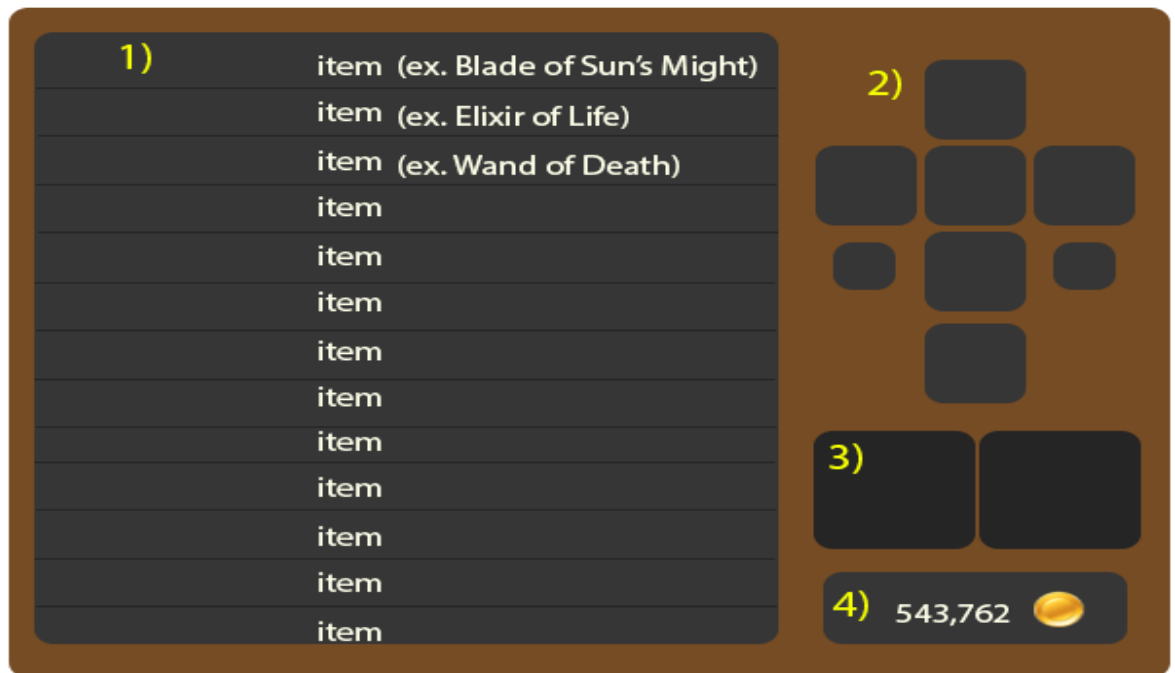 1) item (ex. Blade of Sun's Might)
item (ex. Elixir of Life)
item (ex. Wand of Death)
item
item
item
item
item
item
item
item
item
item
2)
3)
4) 543,762